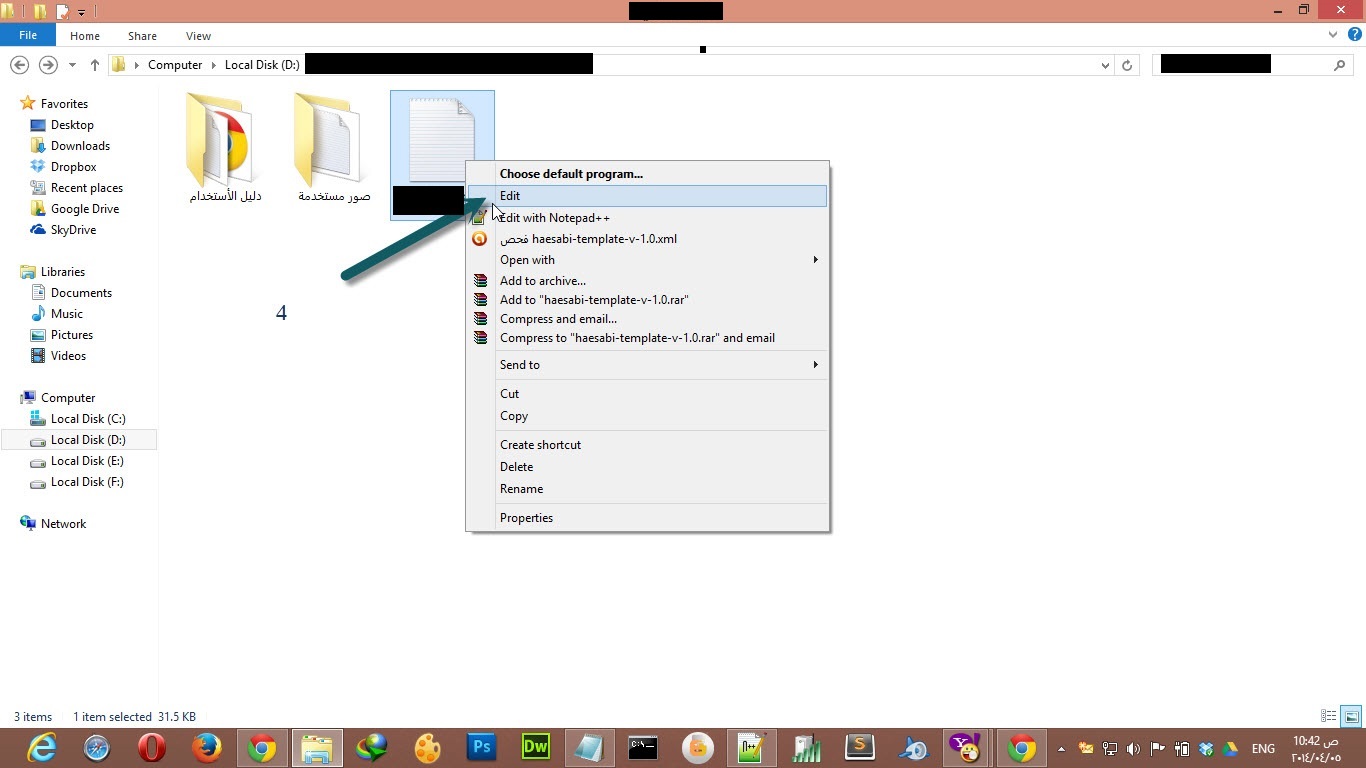 File
Home
Share
View
Computer
Local Disk (D:)
Favorites
Desktop
Downloads
Dropbox
Recent places
Google Drive
SkyDrive
Libraries
Documents
Music
Pictures
Videos
Computer
Local Disk (C:)
Local Disk (D:)
Local Disk (E:)
Local Disk (F:)
Network
دليل الأستخدام
صور مستخدمة
4
Choose default program...
Edit
Edit with Notepad++
فحص haesabi-template-v-1.0.xml
Open with
Add to archive...
Add to "haesabi-template-v-1.0.rar"
Compress and email...
Compress to "haesabi-template-v-1.0.rar" and email
Send to
Cut
Copy
Create shortcut
Delete
Rename
Properties
3 items
1 item selected 31.5 KB
Ps
Dw
C:\_
ENG
10:42 ص
٢٠١٤/٠٤/٠٥